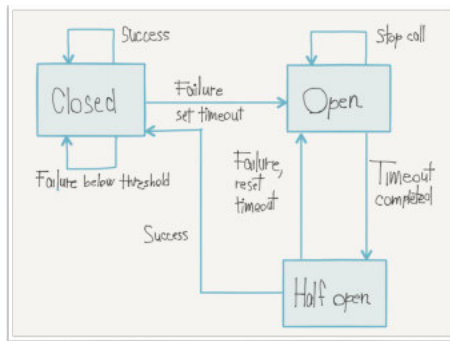 Success
Stop call
Closed
Failure
set timeout
Open
Failure below threshold
Failure,
reset
timeout
Timeout
completed
Success
Half open